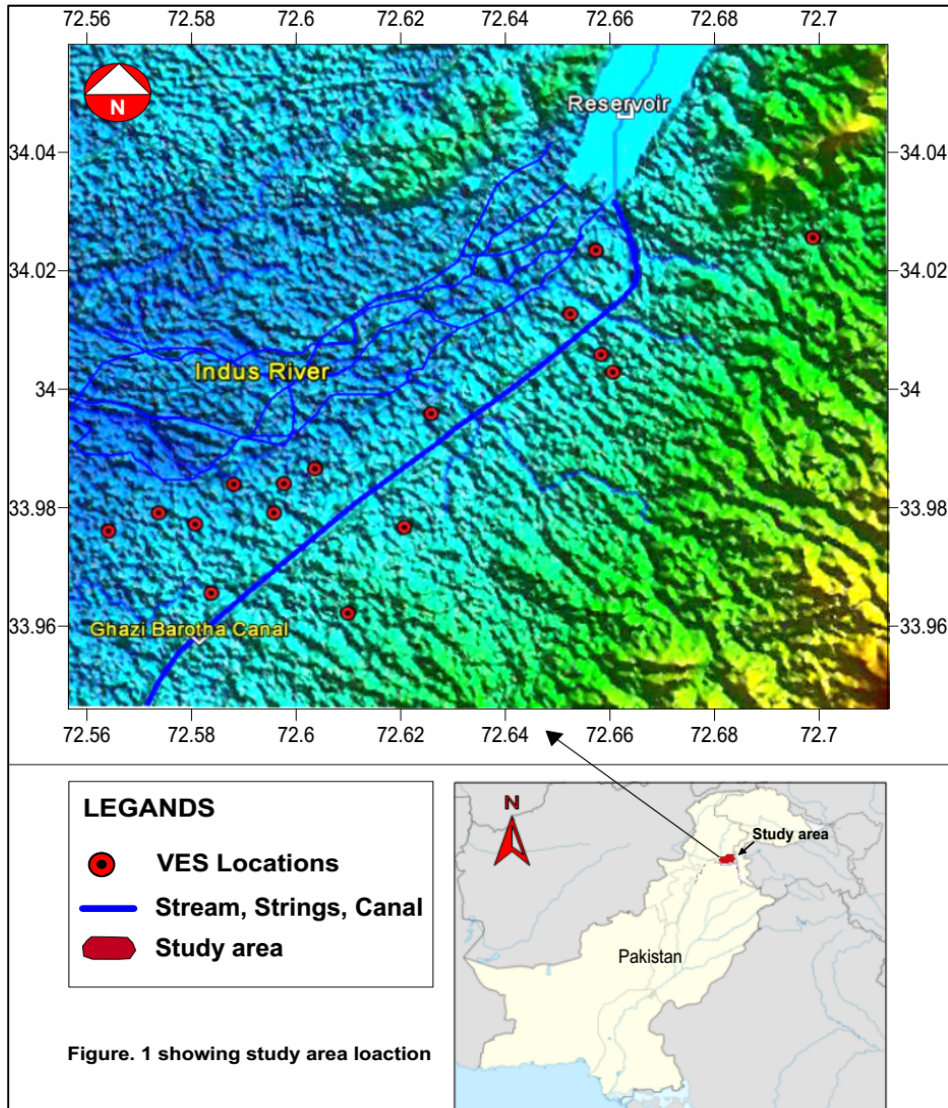 72.56 72.58 72.6 72.62 72.64 72.66 72.68 72.7
N
Reservoir
34.04 34.04
34.02 34.02
Indus River
34 34
33.98 33.98
Ghazi Barotha Canal
33.96 33.96
72.56 72.58 72.6 72.62 72.64 72.66 72.68 72.7
LEGANDS
VES Locations
Stream, Strings, Canal
Study area
Figure. 1 showing study area loaction
N
Study area
Pakistan